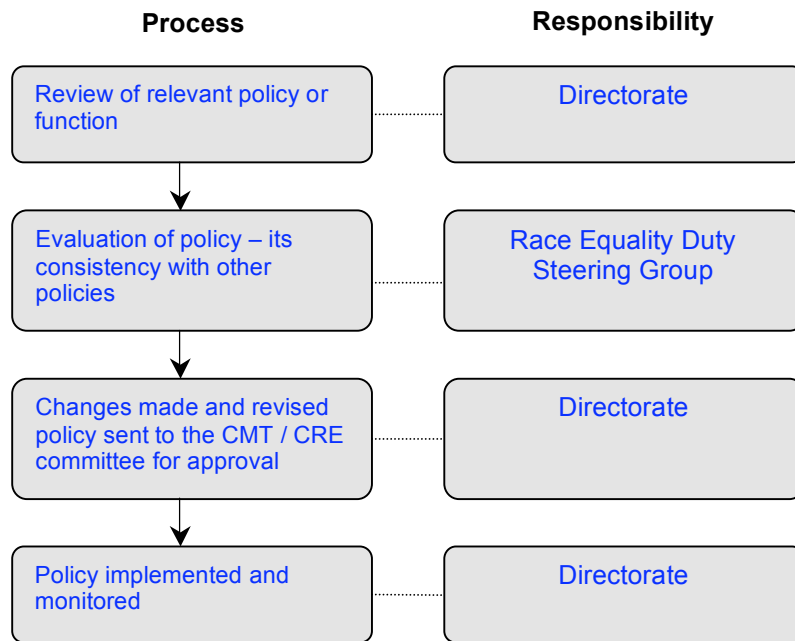 Process
Responsibility
Review of relevant policy or
function
Directorate
Evaluation of policy – its
consistency with other
policies
Race Equality Duty
Steering Group
Changes made and revised
policy sent to the CMT / CRE
committee for approval
Directorate
Policy implemented and
monitored
Directorate